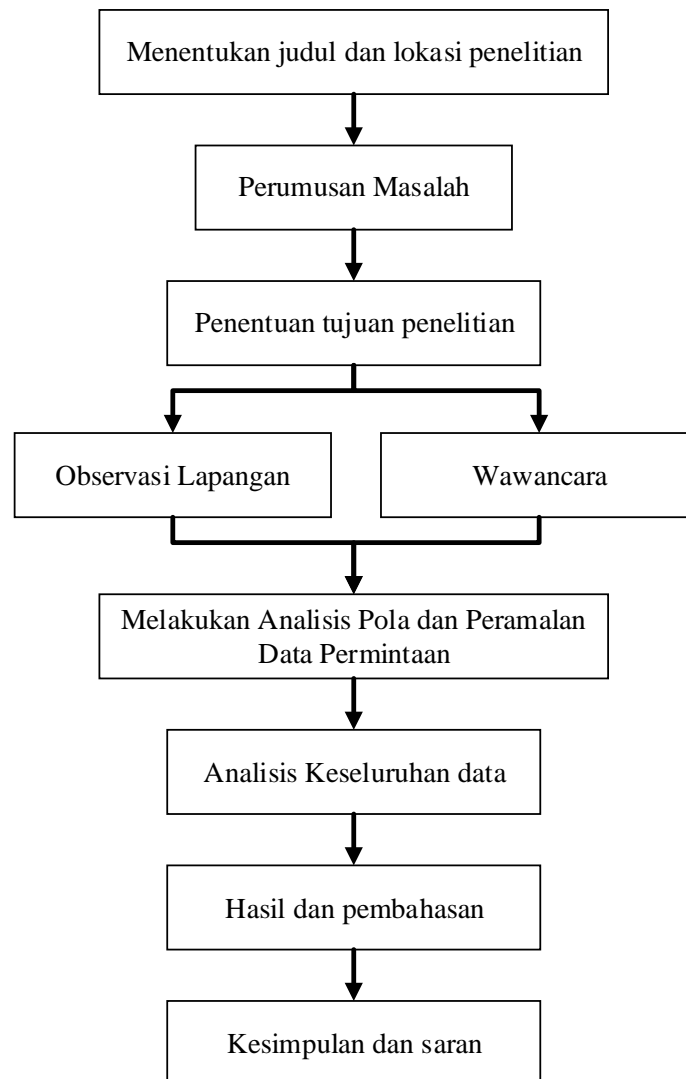 Menentukan judul dan lokasi penelitian
Perumusan Masalah
Penentuan tujuan penelitian
Observasi Lapangan
Wawancara
Melakukan Analisis Pola dan Peramalan
Data Permintaan
Analisis Keseluruhan data
Hasil dan pembahasan
Kesimpulan dan saran